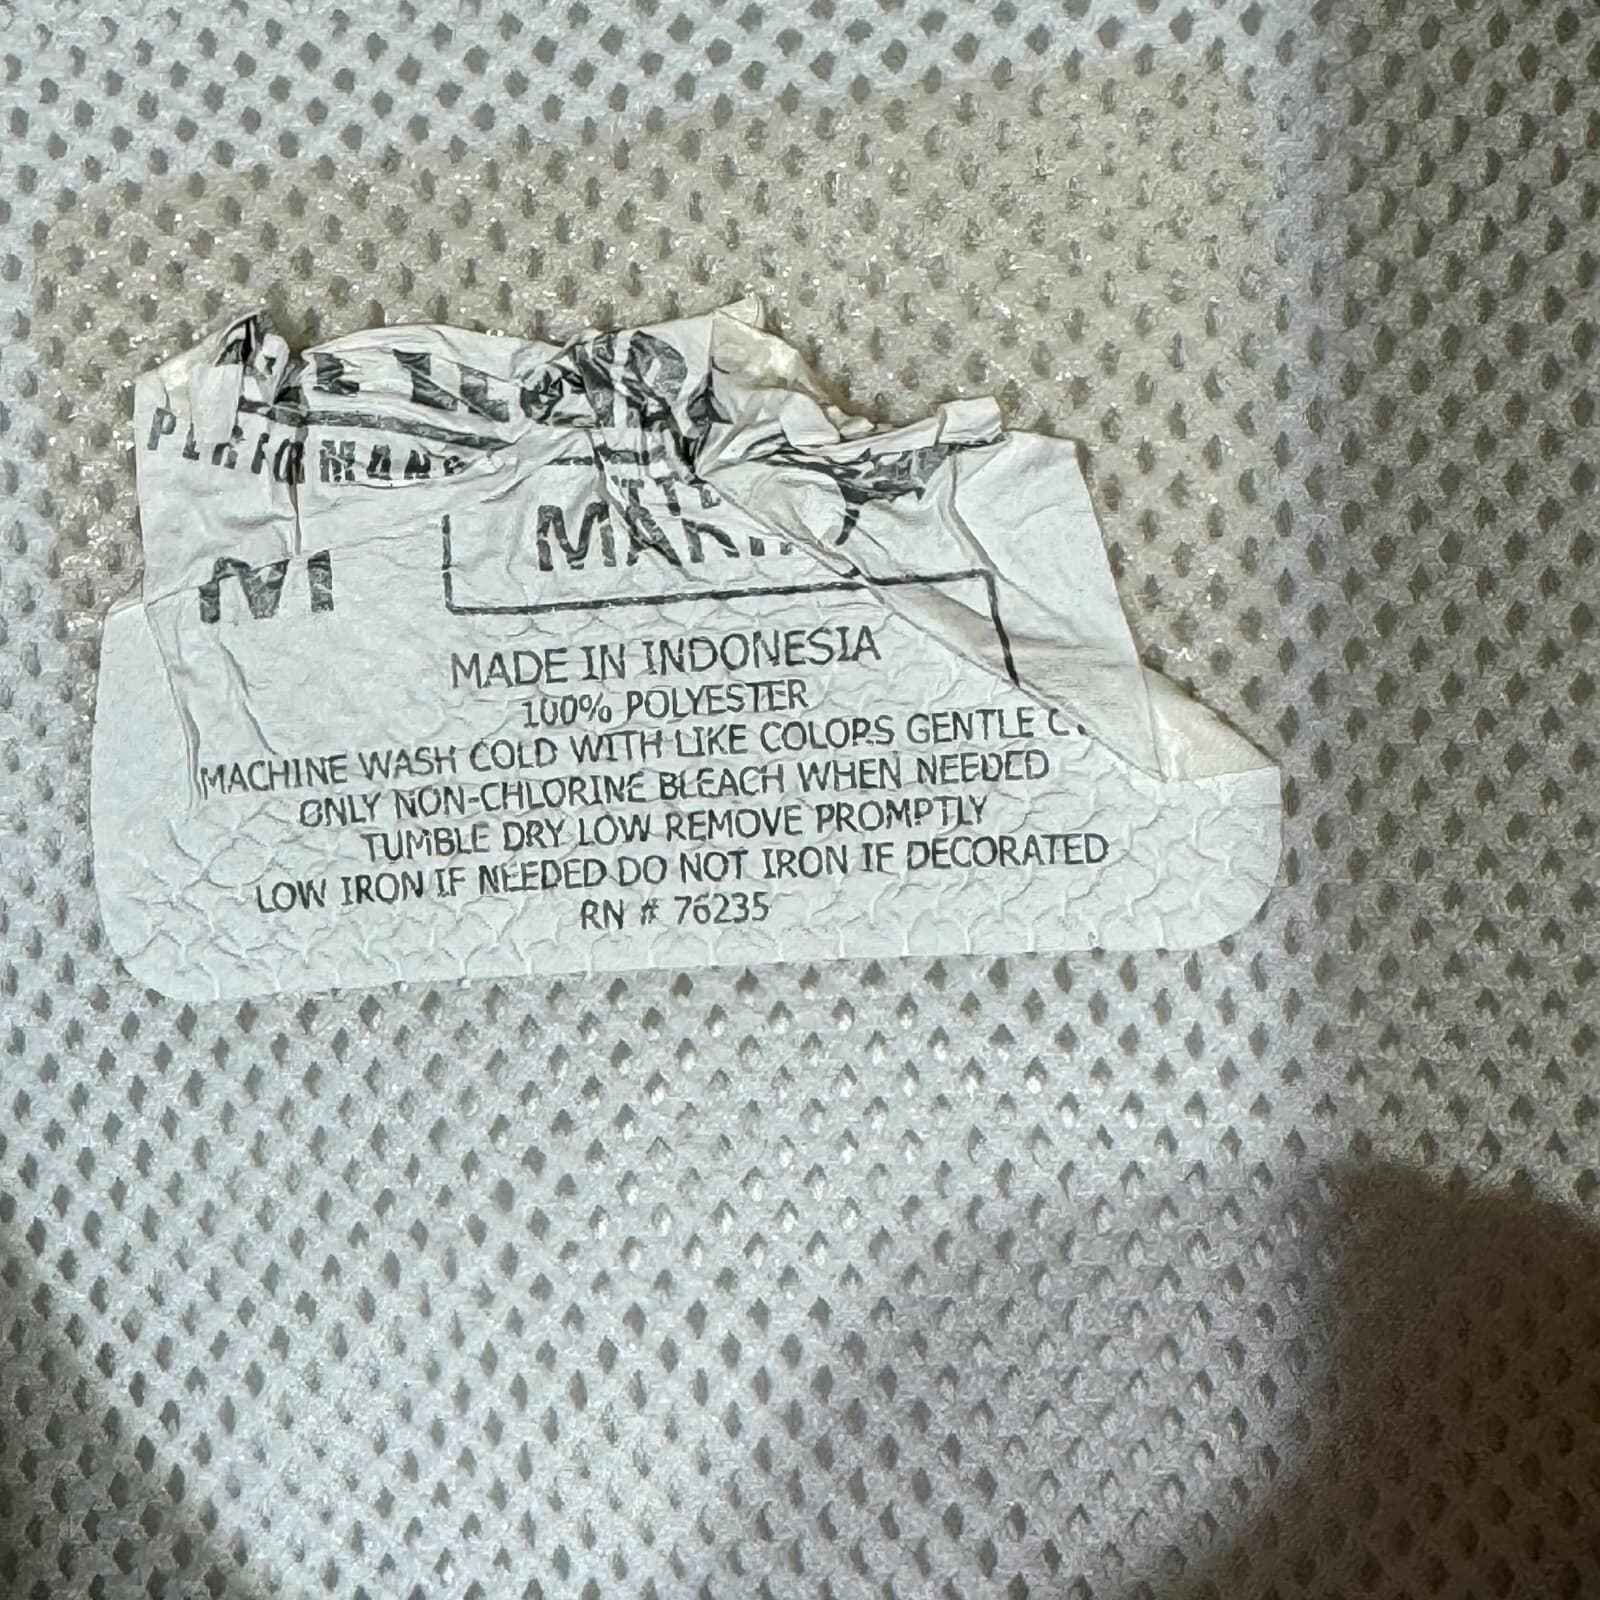 M
MADE IN INDONESIA
100% POLYESTER
MACHINE WASH COLD WITH LIKE COLORS GENTLE
ONLY NON-CHLORINE BLEACH WHEN NEEDED
TUMBLE DRY LOW REMOVE PROMPTLY
LOW IRON IF NEEDED DO NOT IRON IF DECORATED
RN # 76235